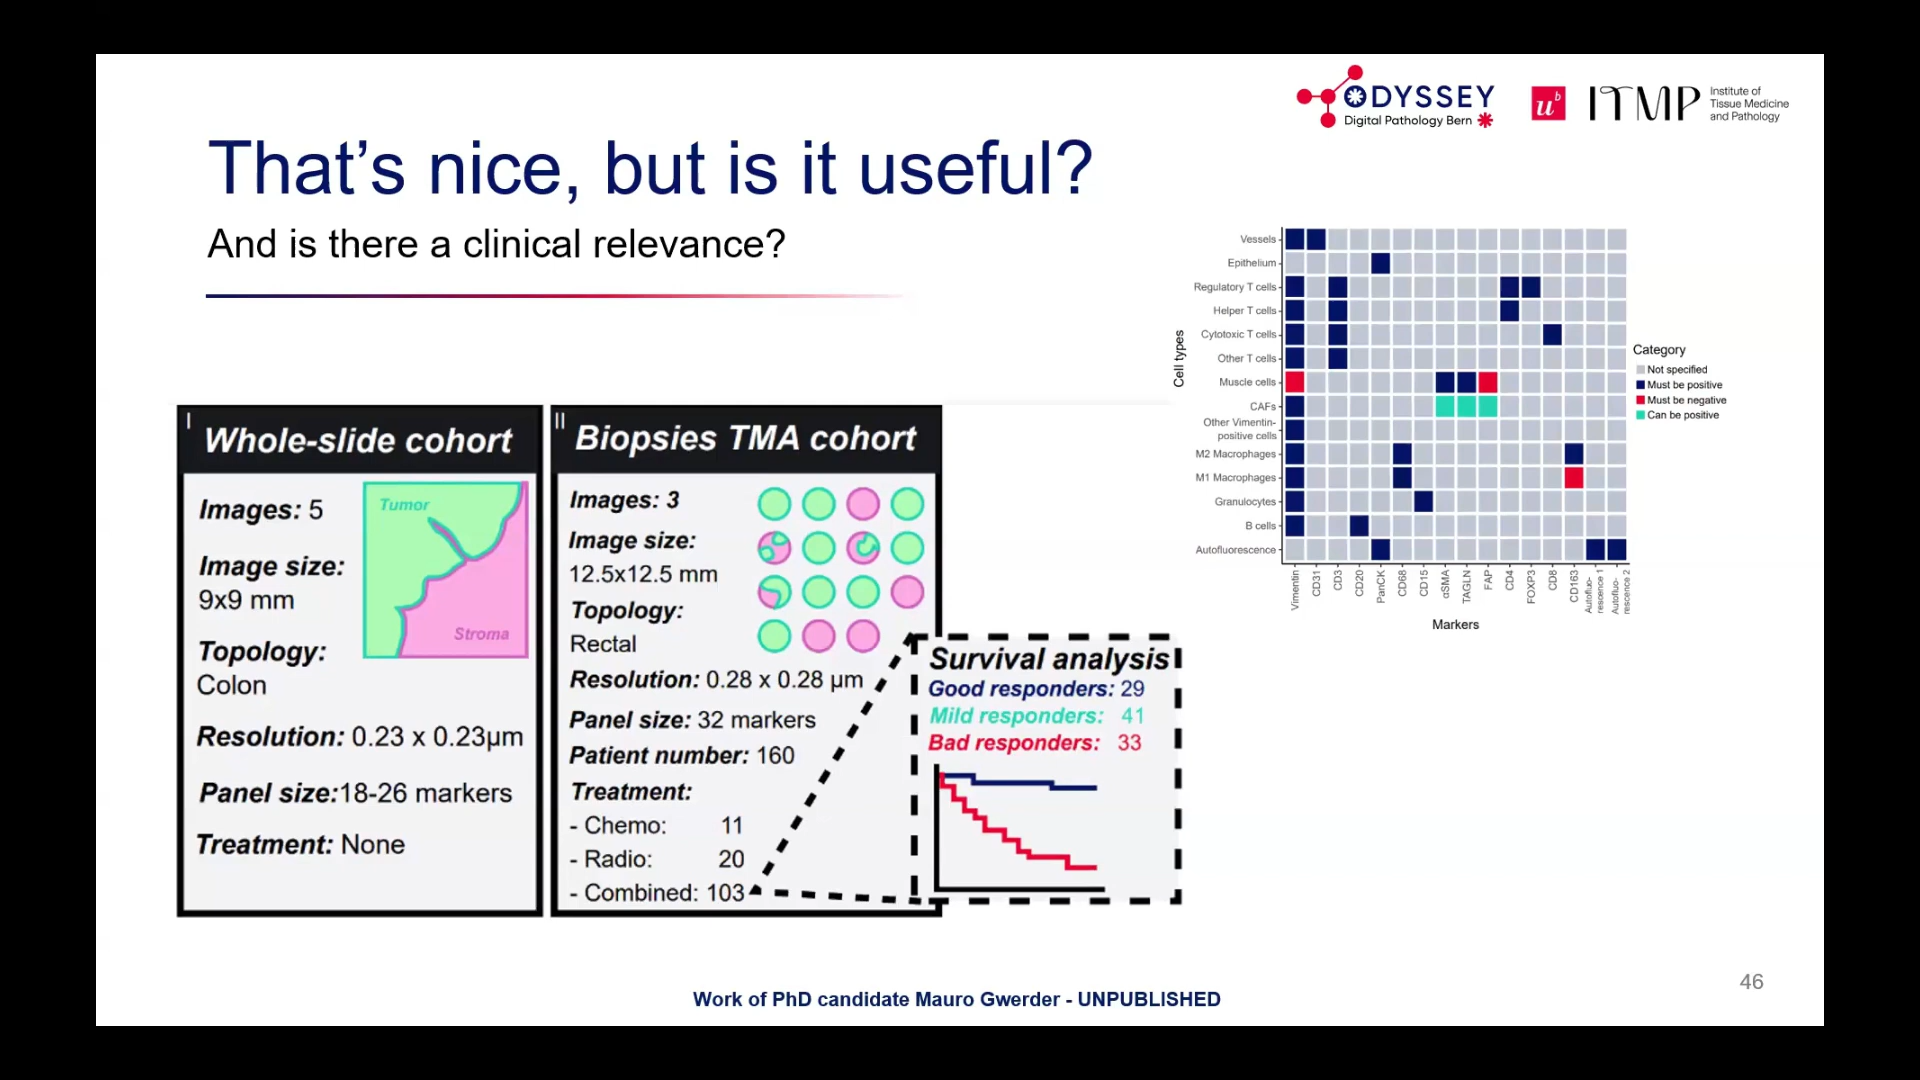 ODYSSEY
Digital Pathology Bern
u^b
ITMP
Institute of
Tissue Medicine
and Pathology
That’s nice, but is it useful?
And is there a clinical relevance?
I
Whole-slide cohort
Images: 5
Image size:
9x9 mm
Topology:
Colon
Resolution: 0.23 x 0.23µm
Panel size:18-26 markers
Treatment: None
Tumor
Stroma
II
Biopsies TMA cohort
Images: 3
Image size:
12.5x12.5 mm
Topology:
Rectal
Resolution: 0.28 x 0.28 µm
Panel size: 32 markers
Patient number: 160
Treatment:
- Chemo: 11
- Radio: 20
- Combined: 103
Survival analysis
Good responders: 29
Mild responders: 41
Bad responders: 33
Cell types
Vessels
Epithelium
Regulatory T cells
Helper T cells
Cytotoxic T cells
Other T cells
Muscle cells
CAFs
Other Vimentin-
positive cells
M2 Macrophages
M1 Macrophages
Granulocytes
B cells
Autofluorescence
Vimentin
CD31
CD3
CD20
PanCK
CD68
CD15
αSMA
TAGLN
FAP
CD4
FOXP3
CD8
CD163
Autofluo-
rescence 1
Autofluo-
rescence 2
Markers
Category
Not specified
Must be positive
Must be negative
Can be positive
Work of PhD candidate Mauro Gwerder - UNPUBLISHED
46